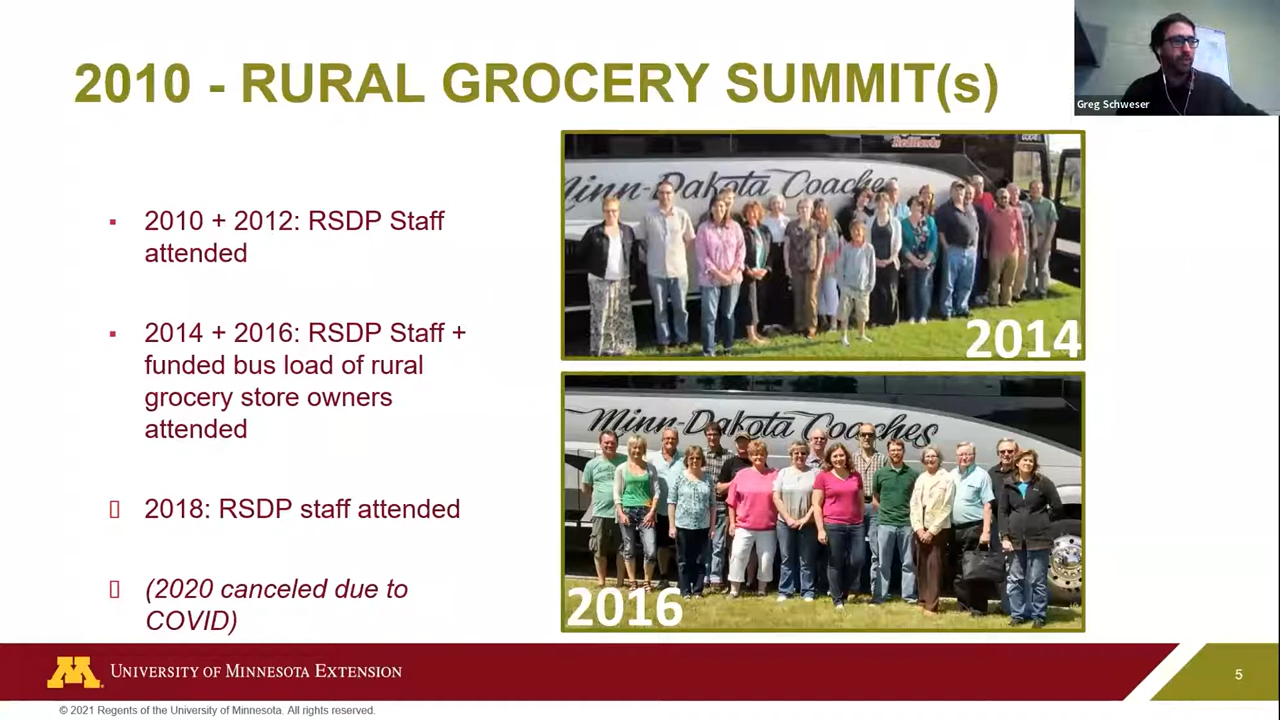 2010 - RURAL GROCERY SUMMIT(s)
Greg Schweser
2010 + 2012: RSDP Staff
attended
2014 + 2016: RSDP Staff +
funded bus load of rural
grocery store owners
attended
2018: RSDP staff attended
(2020 canceled due to
COVID)
Minn-Dakota Coaches
2014
Minn-Dakota Coaches
2016
M
UNIVERSITY OF MINNESOTA EXTENSION
5
© 2021 Regents of the University of Minnesota. All rights reserved.